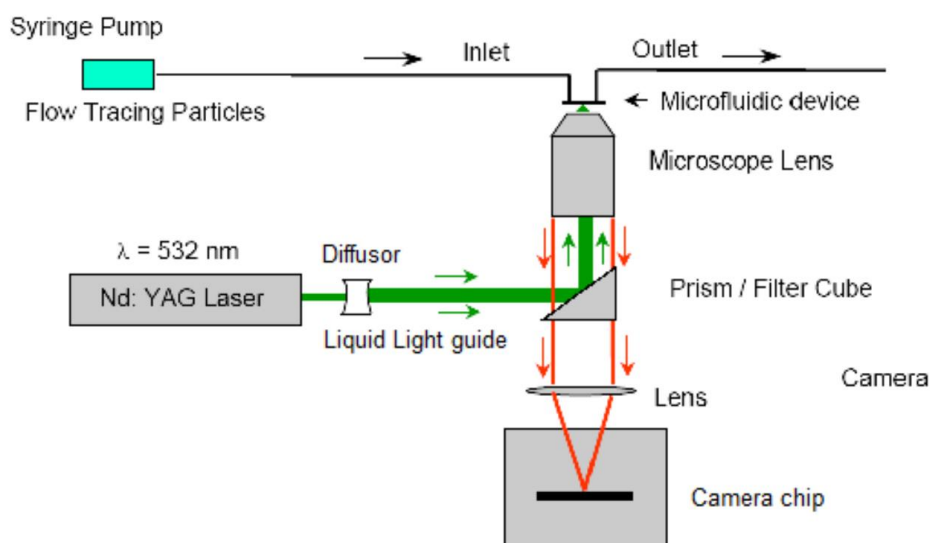 Syringe Pump
Inlet
Outlet
Flow Tracing Particles
Microfluidic device
Microscope Lens
λ = 532 nm
Diffusor
Nd: YAG Laser
Prism / Filter Cube
Liquid Light guide
Camera
Lens
Camera chip